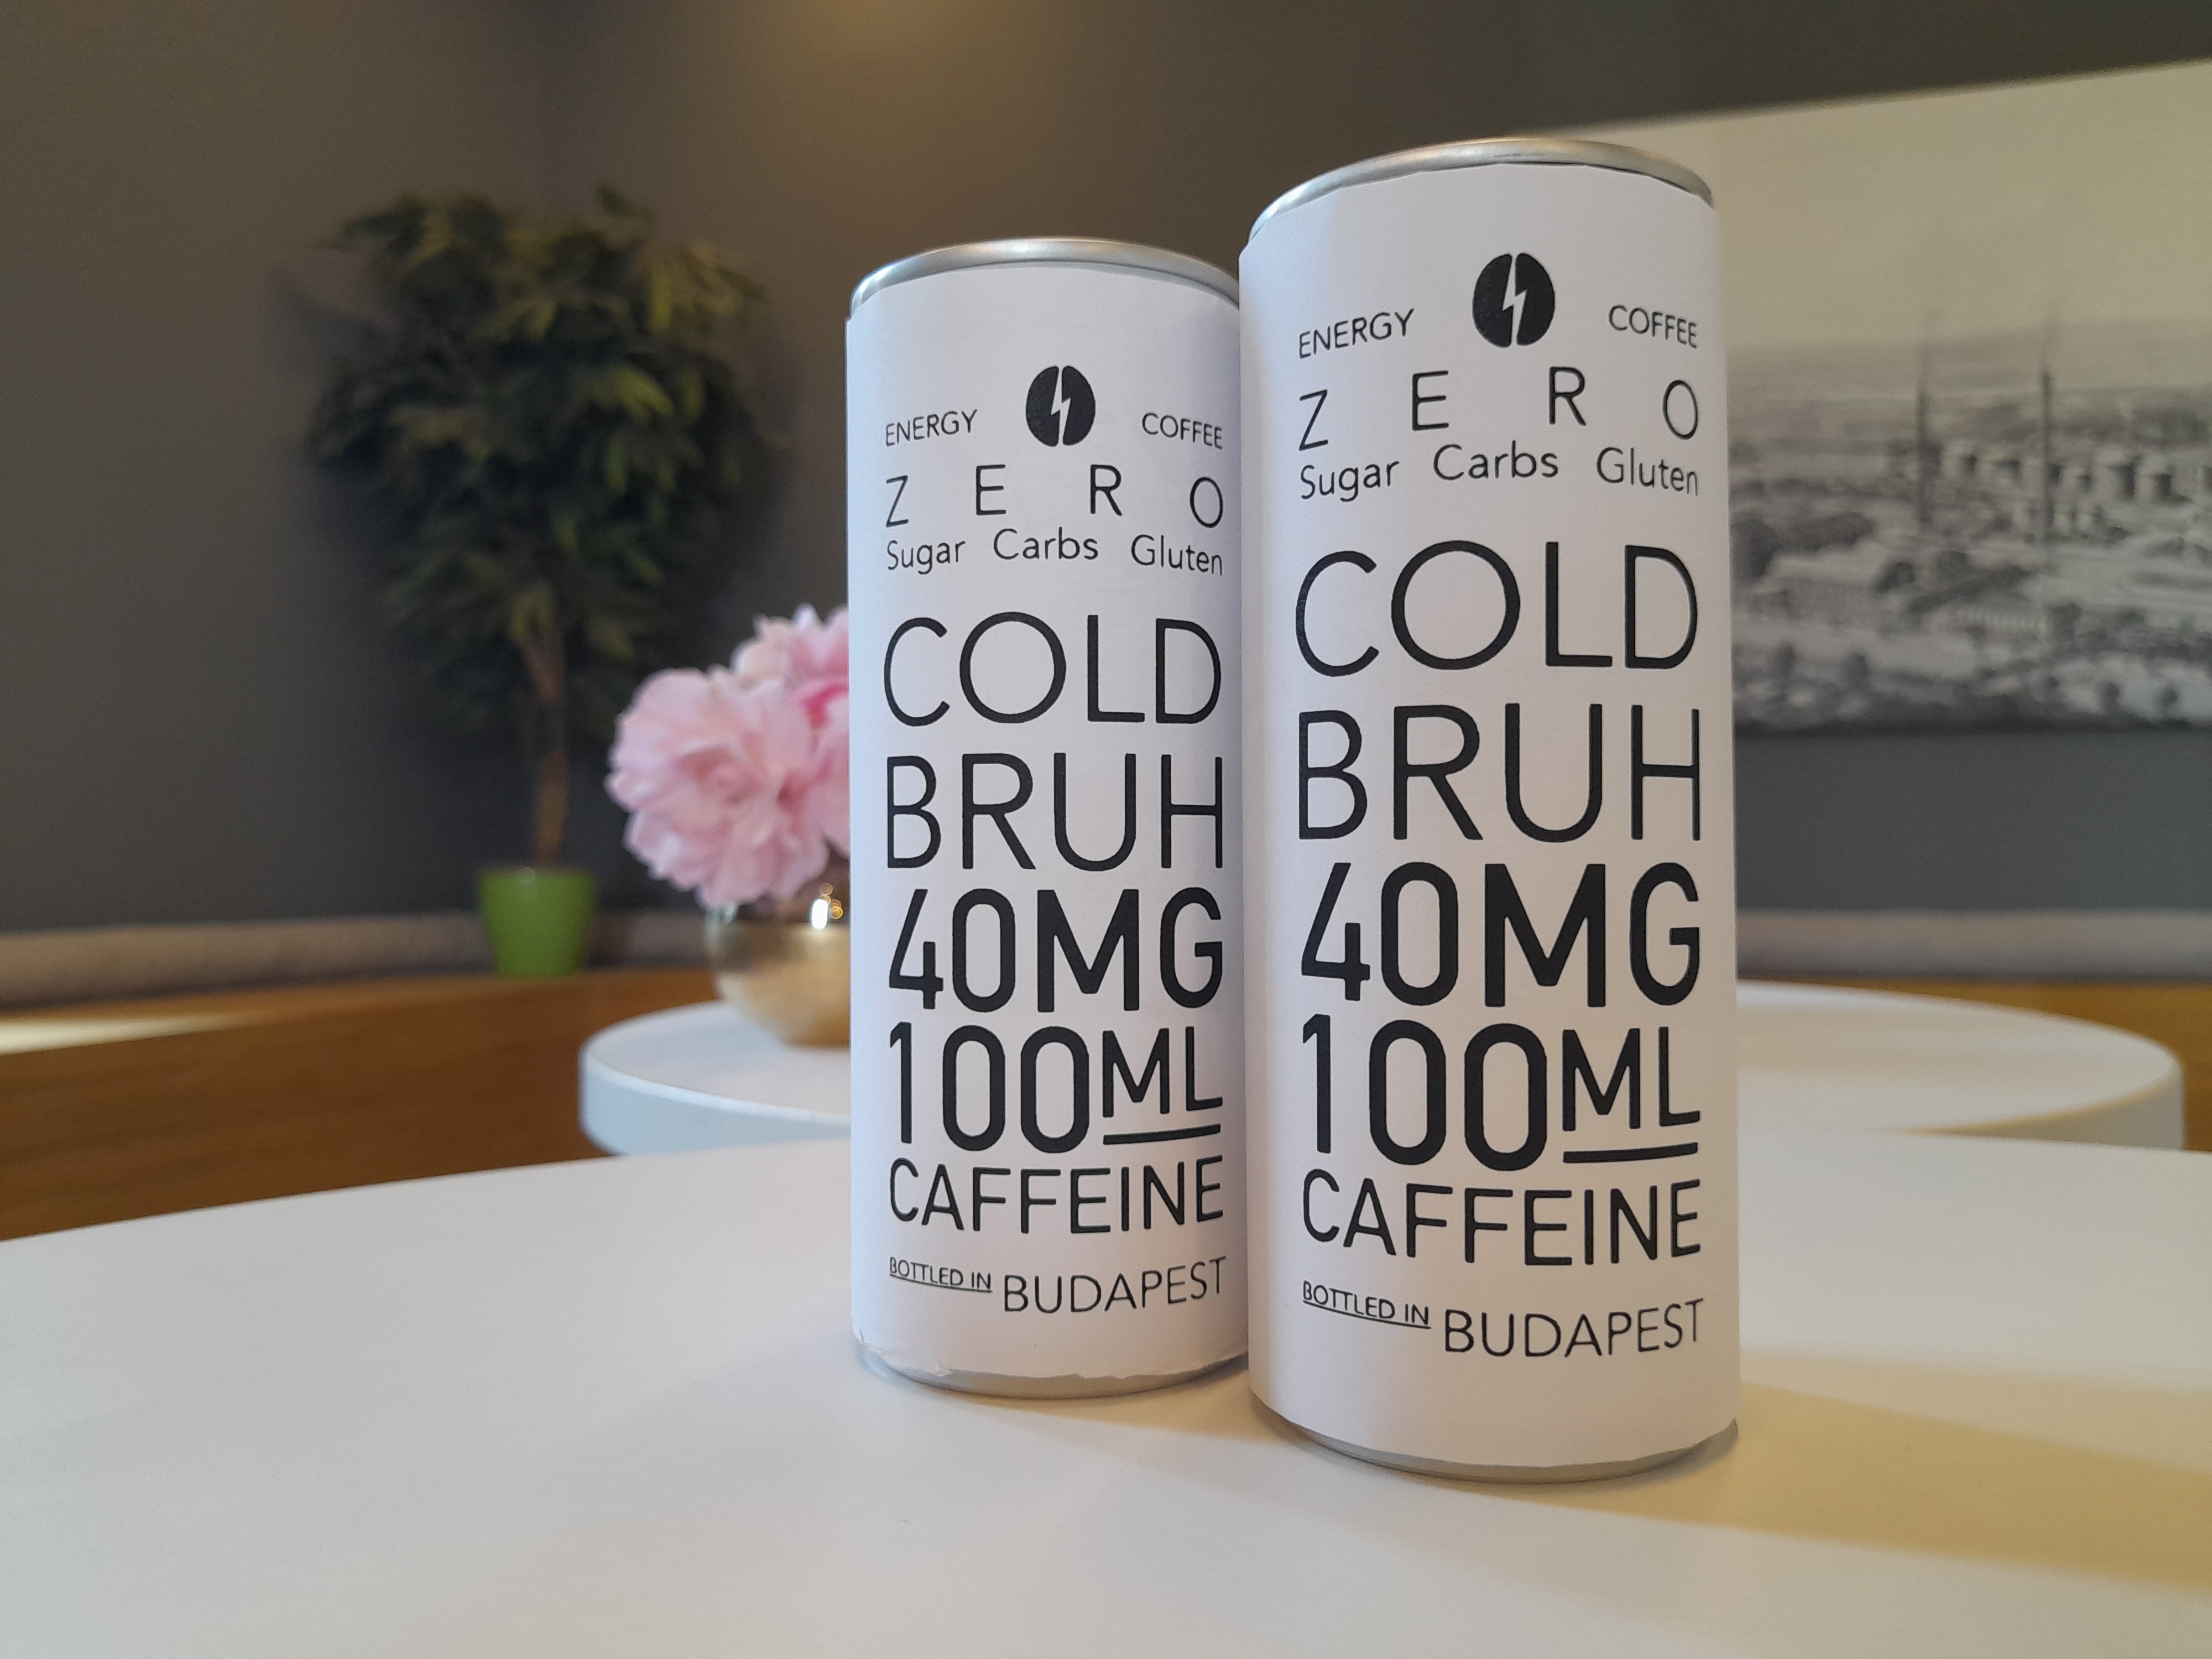 ENERGY COFFEE
ZERO
Sugar Carbs Gluten
COLD
BRUH
40MG
100ML
CAFFEINE
BOTTLED IN BUDAPEST
ENERGY COFFEE
ZERO
Sugar Carbs Gluten
COLD
BRUH
40MG
100ML
CAFFEINE
BOTTLED IN BUDAPEST